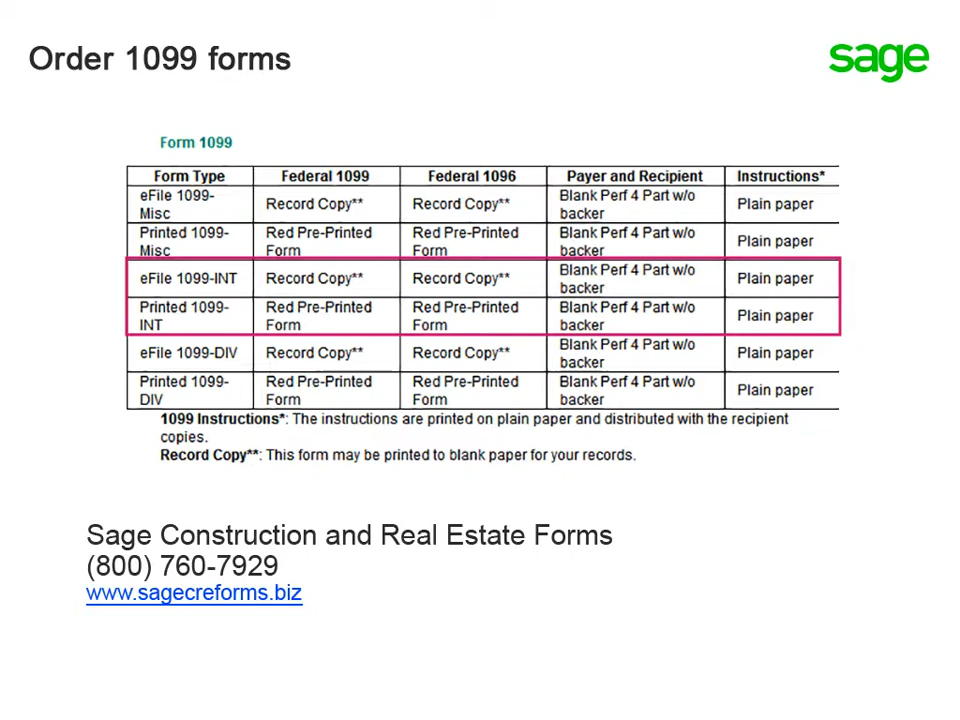 Order 1099 forms
sage
Form 1099
Form Type Federal 1099 Federal 1096 Payer and Recipient Instructions*
eFile 1099-
Misc Record Copy** Record Copy** Blank Perf 4 Part w/o
backer Plain paper
Printed 1099-
Misc Red Pre-Printed
Form Red Pre-Printed
Form Blank Perf 4 Part w/o
backer Plain paper
eFile 1099-INT Record Copy** Record Copy** Blank Perf 4 Part w/o
backer Plain paper
Printed 1099-
INT Red Pre-Printed
Form Red Pre-Printed
Form Blank Perf 4 Part w/o
backer Plain paper
eFile 1099-DIV Record Copy** Record Copy** Blank Perf 4 Part w/o
backer Plain paper
Printed 1099-
DIV Red Pre-Printed
Form Red Pre-Printed
Form Blank Perf 4 Part w/o
backer Plain paper
1099 Instructions*: The instructions are printed on plain paper and distributed with the recipient
copies.
Record Copy**: This form may be printed to blank paper for your records.
Sage Construction and Real Estate Forms
(800) 760-7929
www.sagecreforms.biz